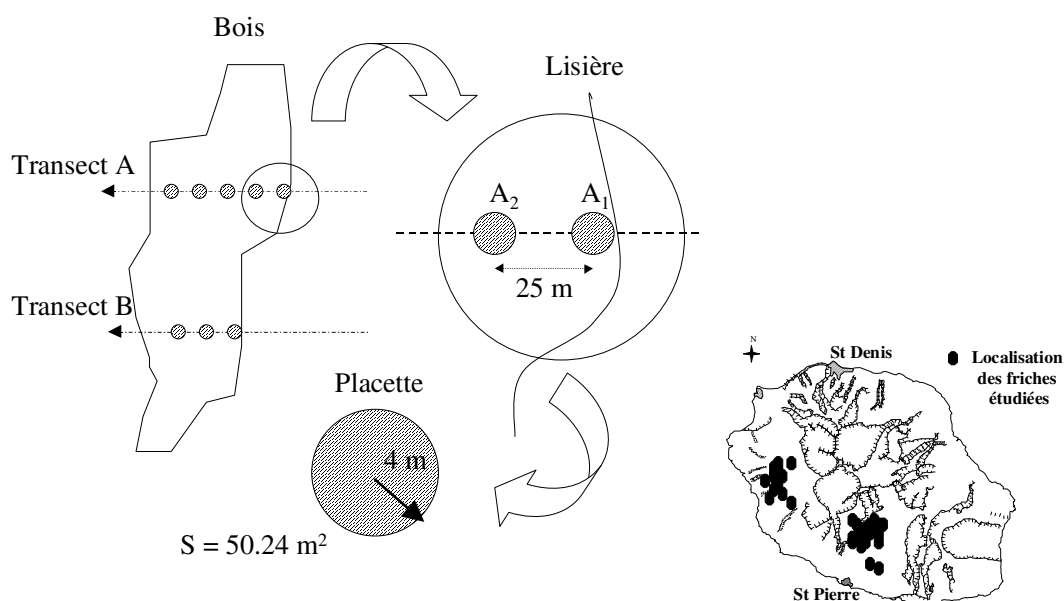 Bois
Lisière
Transect A
A2
A1
25 m
Transect B
Placette
4 m
S = 50.24 m²
N
St Denis
Localisation
des friches
étudiées
St Pierre